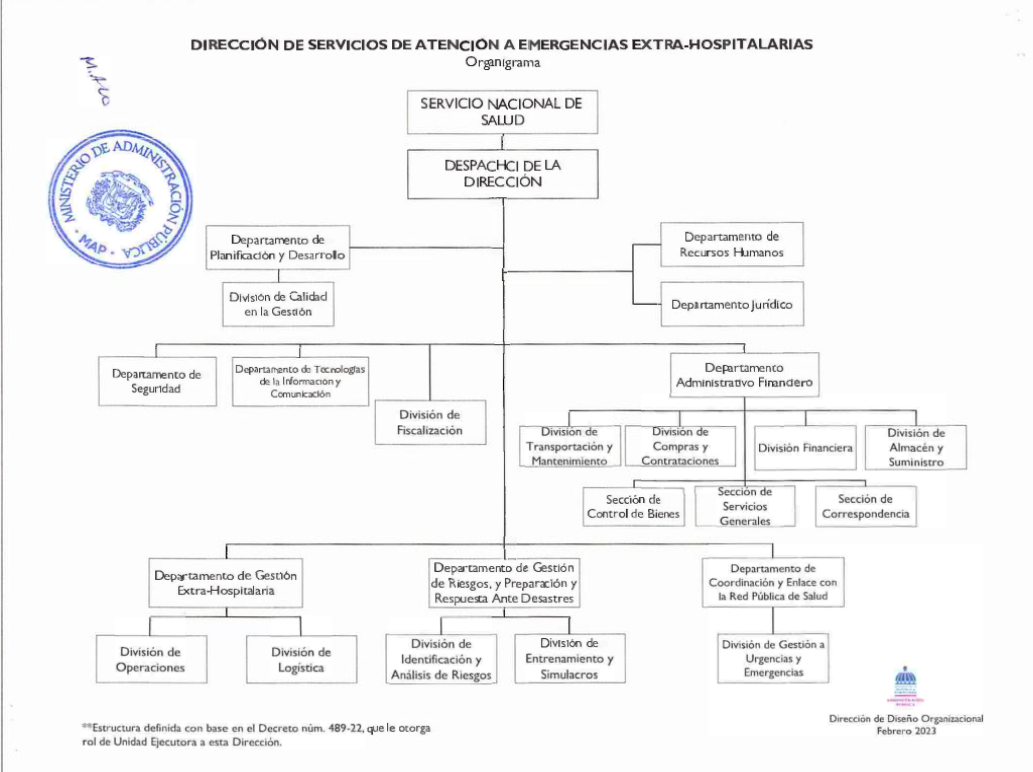 DIRECCIÓN DE SERVICIOS DE ATENCIÓN A EMERGENCIAS EXTRA-HOSPITALARIAS
Organigrama
MINISTERIO DE ADMINISTRACIÓN PÚBLICA
· MAP ·
SERVICIO NACIONAL DE
SALUD
DESPACHCI DE LA
DIRECCIÓN
Departamento de
Planificación y Desarrollo
División de Calidad
en la Gestión
Departamento de
Recursos Humanos
Departamento Jurídico
Departamento de
Seguridad
Departamento de Tecnologías
de la Información y
Comunicación
División de
Fiscalización
Departamento
Administrativo Financiero
División de
Transportación y
Mantenimiento
División de
Compras y
Contrataciones
División Financiera
División de
Almacén y
Suministro
Sección de
Control de Bienes
Sección de
Servicios
Generales
Sección de
Correspondencia
Departamento de Gestión
Extra-Hospitalaria
Departamento de Gestión
de Riesgos, y Preparación y
Respuesta Ante Desastres
Departamento de
Coordinación y Enlace con
la Red Pública de Salud
División de
Operaciones
División de
Logística
División de
Identificación y
Análisis de Riesgos
División de
Entrenamiento y
Simulacros
División de Gestión a
Urgencias y
Emergencias
**Estructura definida con base en el Decreto núm. 489-22, que le otorga
rol de Unidad Ejecutora a esta Dirección.
ADMINISTRACIÓN
PÚBLICA
Dirección de Diseño Organizacional
Febrero 2023